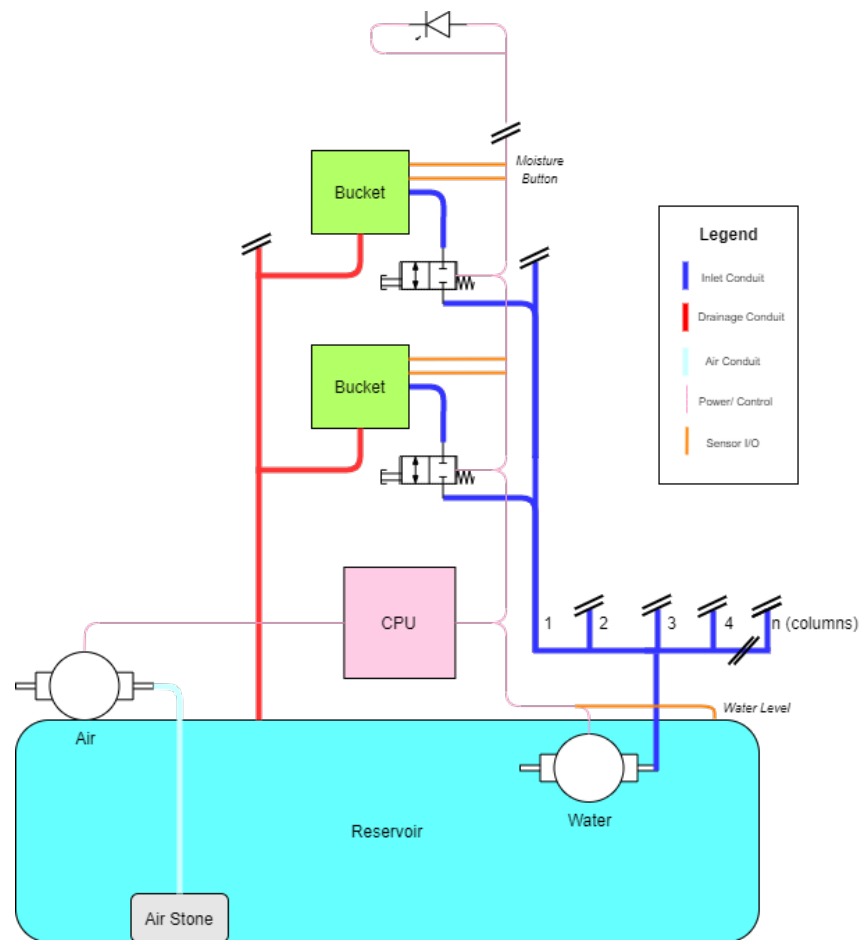 Moisture
Button
Bucket
Legend
Inlet Conduit
Drainage Conduit
Air Conduit
Power/ Control
Sensor I/O
Bucket
CPU
1
2
3
4
n (columns)
Water Level
Air
Water
Reservoir
Air Stone